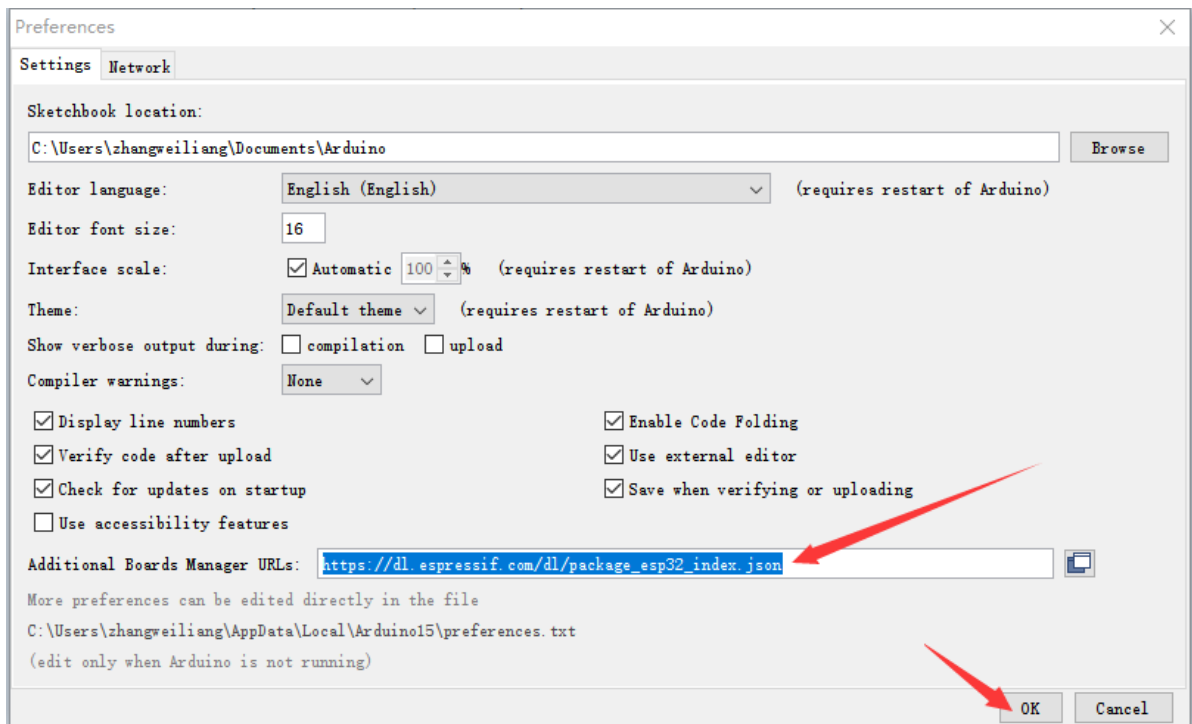 Preferences
Settings Network
Sketchbook location:
C:\Users\zhangweiliang\Documents\Arduino Browse
Editor language: English (English) (requires restart of Arduino)
Editor font size: 16
Interface scale: Automatic 100 % (requires restart of Arduino)
Theme: Default theme (requires restart of Arduino)
Show verbose output during: compilation upload
Compiler warnings: None
Display line numbers Enable Code Folding
Verify code after upload Use external editor
Check for updates on startup Save when verifying or uploading
Use accessibility features
Additional Boards Manager URLs: https://dl.espressif.com/dl/package_esp32_index.json
More preferences can be edited directly in the file
C:\Users\zhangweiliang\AppData\Local\Arduino15\preferences.txt
(edit only when Arduino is not running)
OK Cancel